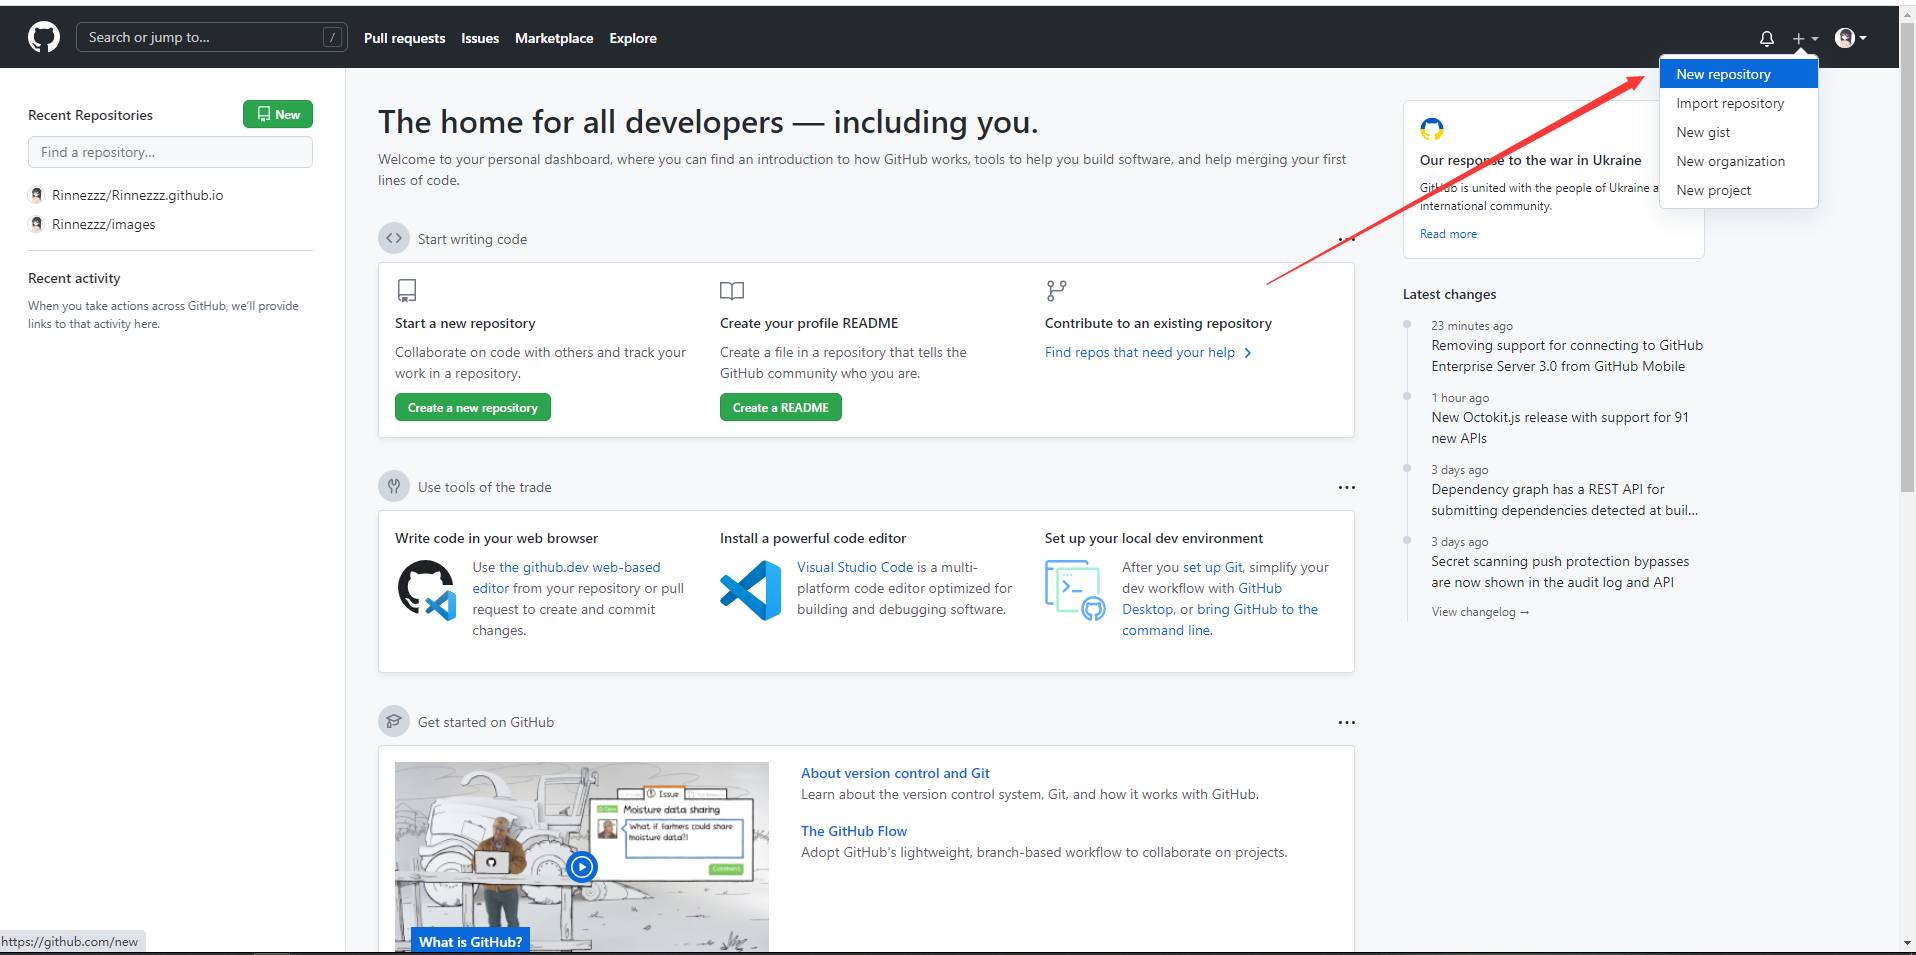 Search or jump to...
/
Pull requests
Issues
Marketplace
Explore
New repository
Import repository
New gist
New organization
New project
Recent Repositories
New
Find a repository...
Rinnezzz/Rinnezzz.github.io
Rinnezzz/images
Recent activity
When you take actions across GitHub, we'll provide
links to that activity here.
The home for all developers — including you.
Welcome to your personal dashboard, where you can find an introduction to how GitHub works, tools to help you build software, and help merging your first
lines of code.
Start writing code
Start a new repository
Collaborate on code with others and track your
work in a repository.
Create a new repository
Create your profile README
Create a file in a repository that tells the
GitHub community who you are.
Create a README
Contribute to an existing repository
Find repos that need your help
Use tools of the trade
Write code in your web browser
Use the github.dev web-based
editor from your repository or pull
request to create and commit
changes.
Install a powerful code editor
Visual Studio Code is a multi-
platform code editor optimized for
building and debugging software.
Set up your local dev environment
After you set up Git, simplify your
dev workflow with GitHub
Desktop, or bring GitHub to the
command line.
Get started on GitHub
Issue
Moisture data sharing
What if farmers could share
moisture data?!
Comment
What is GitHub?
About version control and Git
Learn about the version control system, Git, and how it works with GitHub.
The GitHub Flow
Adopt GitHub's lightweight, branch-based workflow to collaborate on projects.
Our response to the war in Ukraine
GitHub is united with the people of Ukraine a
international community.
Read more
Latest changes
23 minutes ago
Removing support for connecting to GitHub
Enterprise Server 3.0 from GitHub Mobile
1 hour ago
New Octokit.js release with support for 91
new APIs
3 days ago
Dependency graph has a REST API for
submitting dependencies detected at buil...
3 days ago
Secret scanning push protection bypasses
are now shown in the audit log and API
View changelog →
https://github.com/new